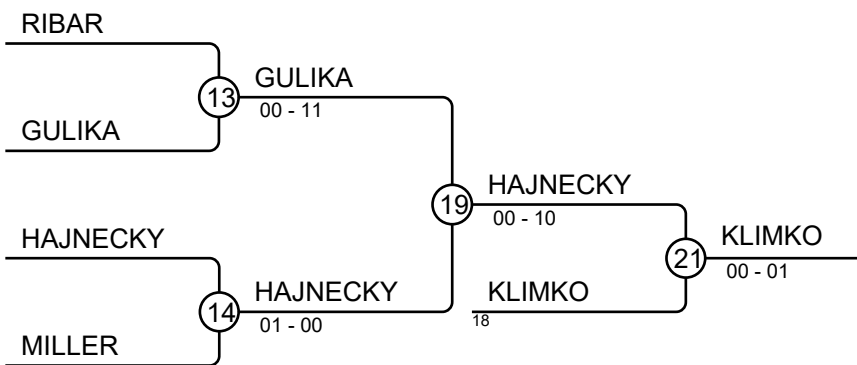 RIBAR
13
GULIKA
00 - 11
GULIKA
19
HAJNECKY
00 - 10
HAJNECKY
21
KLIMKO
00 - 01
14
HAJNECKY
01 - 00
KLIMKO
18
MILLER